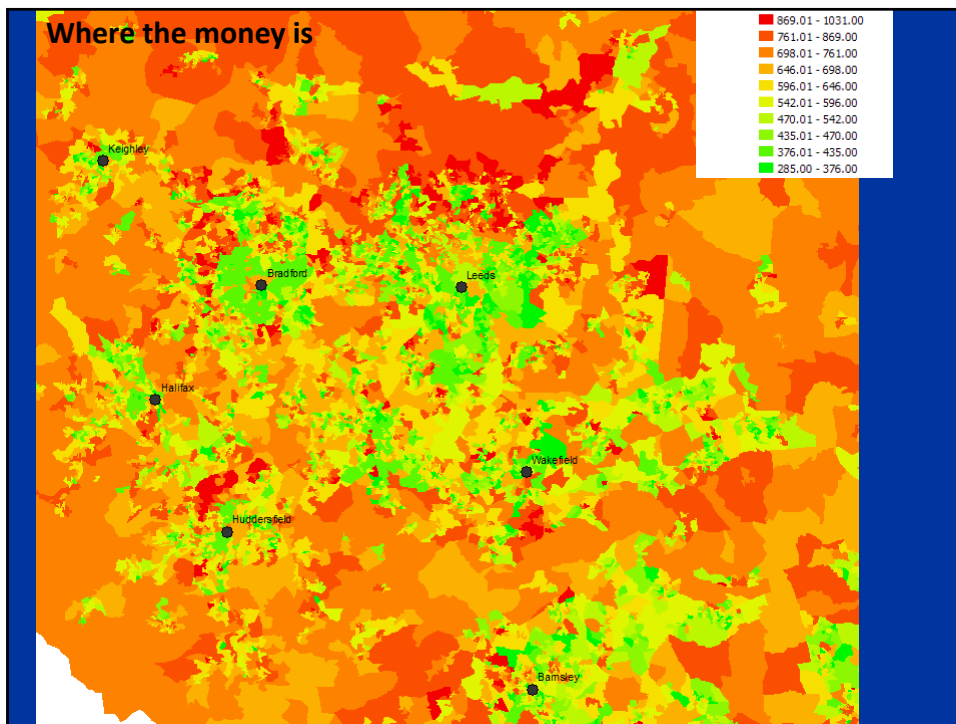 Where the money is
869.01 - 1031.00
761.01 - 869.00
698.01 - 761.00
646.01 - 698.00
596.01 - 646.00
542.01 - 596.00
470.01 - 542.00
435.01 - 470.00
376.01 - 435.00
285.00 - 376.00
Keighley
Bradford
Leeds
Halifax
Wakefield
Huddersfield
Barnsley